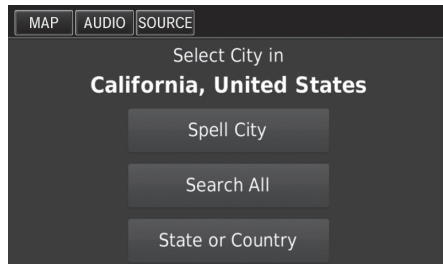 MAP AUDIO SOURCE
Select City in
California, United States
Spell City
Search All
State or Country